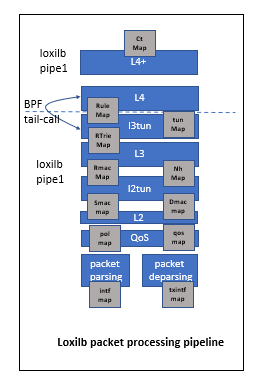 Ct
Map
loxilb
pipe1
L4+
BPF
tail-call
L4
Rule
Map
l3tun
tun
Map
RTrie
Map
L3
loxilb
pipe1
Rmac
Map
Nh
Map
l2tun
Smac
map
Dmac
map
L2
pol
map
QoS
qos
map
packet
parsing
packet
deparsing
intf
map
txintf
map
Loxilb packet processing pipeline